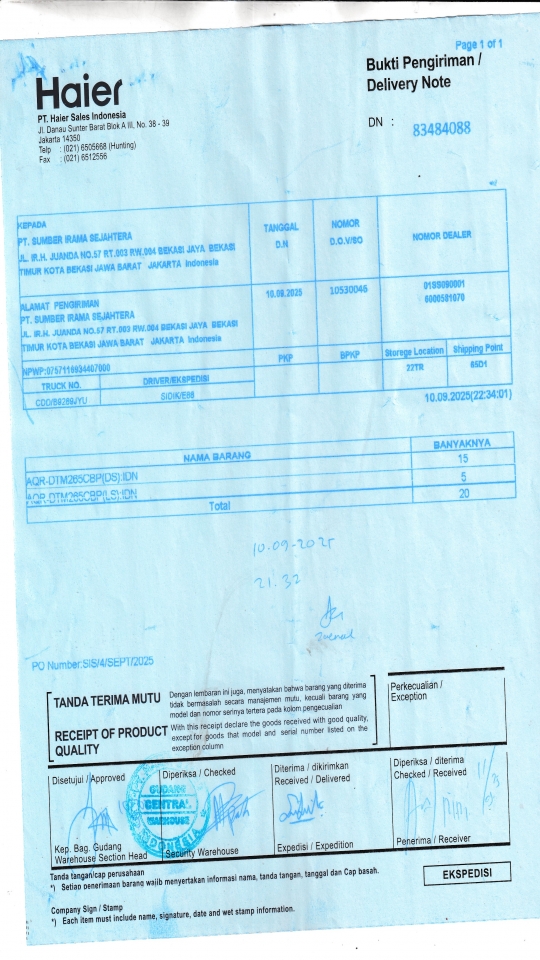 Page 1 of 1
Haier
Bukti Pengiriman /
Delivery Note
PT. Haier Sales Indonesia
Jl. Danau Sunter Barat Blok A III, No. 38 - 39
Jakarta 14350
Telp : (021) 6505668 (Hunting)
Fax : (021) 6512556
DN : 83484088
KEPADA
PT. SUMBER IRAMA SEJAHTERA
JL. IR.H. JUANDA NO.57 RT.003 RW.004 BEKASI JAYA BEKASI
TIMUR KOTA BEKASI JAWA BARAT JAKARTA Indonesia
TANGGAL
D.N
NOMOR
D.O.V/SO
NOMOR DEALER
ALAMAT PENGIRIMAN
PT. SUMBER IRAMA SEJAHTERA
JL. IR.H. JUANDA NO.57 RT.003 RW.004 BEKASI JAYA BEKASI
TIMUR KOTA BEKASI JAWA BARAT JAKARTA Indonesia
10.09.2025
10530046
01SS090001
6000581070
NPWP:0757116934407000
PKP
BPKP
Storege Location
Shipping Point
22TR
85D1
TRUCK NO.
DRIVER/EKSPEDISI
CDD/B9289JYU
SIDIK/E86
10.09.2025(22:34:01)
NAMA BARANG
BANYAKNYA
AQR-DTM265CBP(DS):IDN
15
AQR-DTM265CBP(LS):IDN
5
Total
20
10.09-2025
21.32
Zaenal
PO Number.SIS/4/SEPT/2025
TANDA TERIMA MUTU
Dengan lembaran ini juga, menyatakan bahwa barang yang diterima
tidak bermasalah secara manajemen mutu, kecuali barang yang
model dan nomor serinya tertera pada kolom pengecualian
RECEIPT OF PRODUCT
QUALITY
With this receipt declare the goods received with good quality,
except for goods that model and serial number listed on the
exception column
Perkecualian /
Exception
Disetujui / Approved
Diperiksa / Checked
Diterima / dikirimkan
Received / Delivered
Diperiksa / diterima
Checked / Received
GUDANG
CENTRAL
WARHOUSE
INDONESIA
Kep. Bag. Gudang
Warehouse Section Head
Security Warehouse
Expedisi / Expedition
Penerima / Receiver
Tanda tangan/cap perusahaan
*) Setiao penerimaan barang wajib menyertakan informasi nama, tanda tangan, tanggal dan Cap basah.
EKSPEDISI
Company Sign / Stamp
*) Each item must include name, signature, date and wet stamp information.